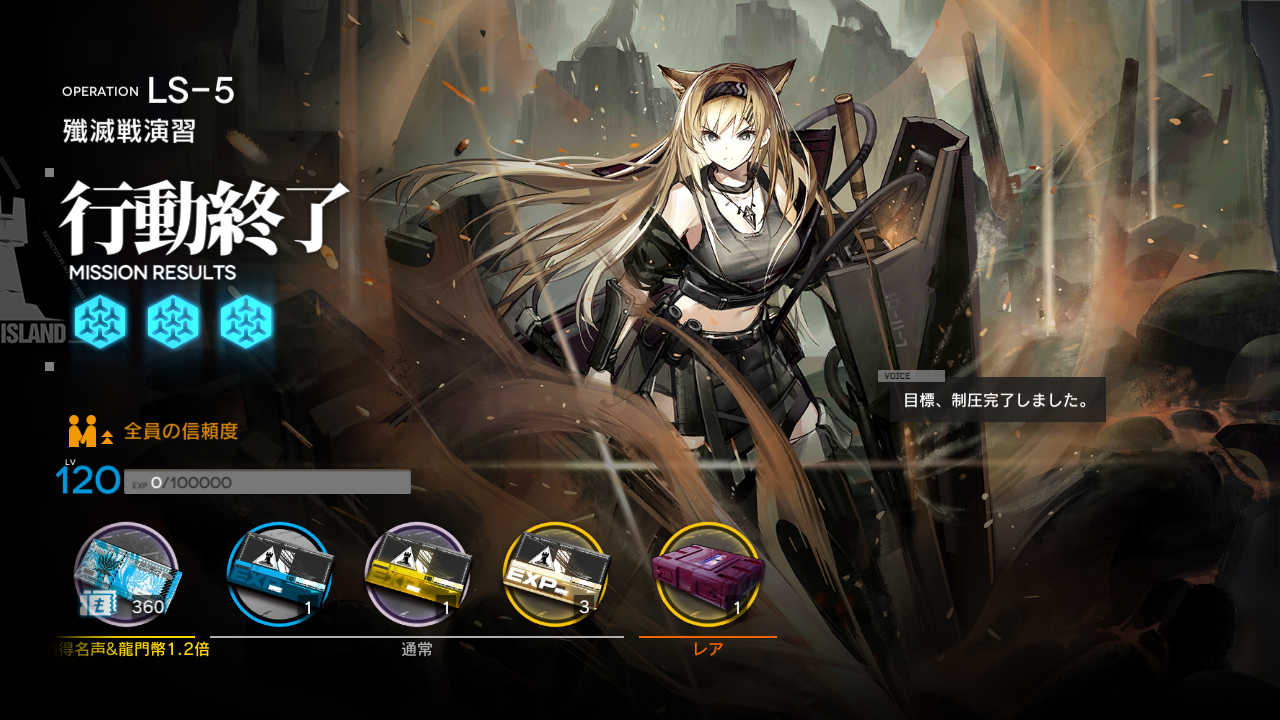 OPERATION LS-5
殲滅戦演習
行動終了
MISSION RESULTS
ISLAND
VOICE
目標、制圧完了しました。
全員の信頼度
LV
120
EXP 0/100000
360
1
1
3
1
得名声&龍門幣1.2倍
通常
レア